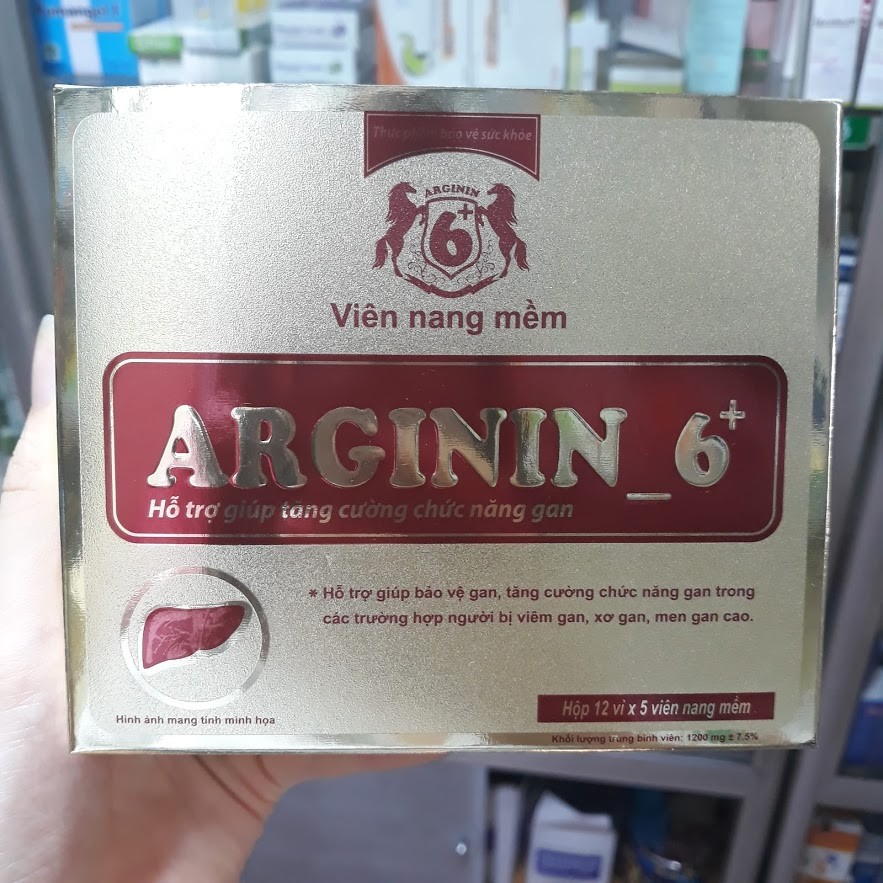 Thực phẩm bảo vệ sức khỏe
ARGININ
6+
Viên nang mềm
ARGININ_6+
Hỗ trợ giúp tăng cường chức năng gan
* Hỗ trợ giúp bảo vệ gan, tăng cường chức năng gan trong
các trường hợp người bị viêm gan, xơ gan, men gan cao.
Hình ảnh mang tính minh họa
Hộp 12 vỉ x 5 viên nang mềm
Khối lượng trung bình viên: 1200 mg ± 7.5%